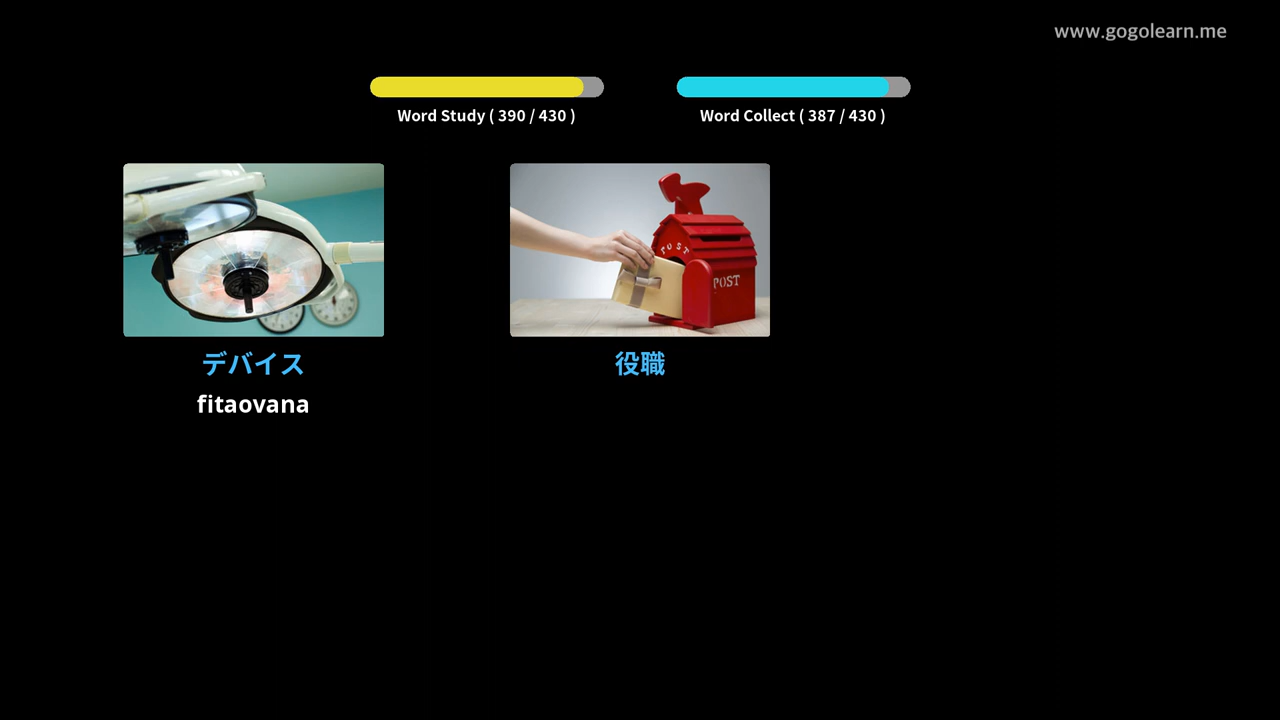 www.gogolearn.me
Word Study ( 390 / 430 )
Word Collect ( 387 / 430 )
POST
POST
デバイス
役職
fitaovana